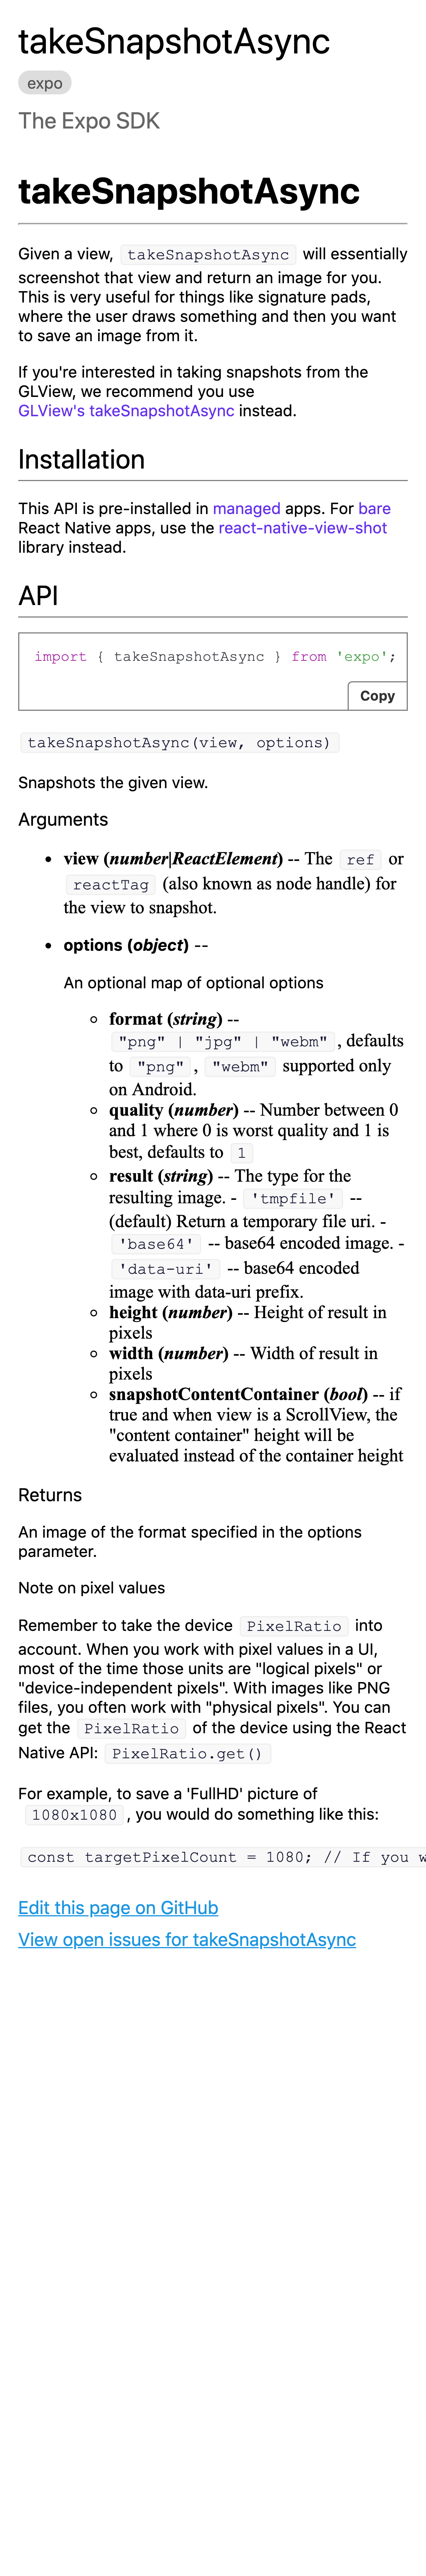 takeSnapshotAsync
expo
The Expo SDK
takeSnapshotAsync
Given a view, takeSnapshotAsync will essentially
screenshot that view and return an image for you.
This is very useful for things like signature pads,
where the user draws something and then you want
to save an image from it.
If you're interested in taking snapshots from the
GLView, we recommend you use
GLView's takeSnapshotAsync instead.
Installation
This API is pre-installed in managed apps. For bare
React Native apps, use the react-native-view-shot
library instead.
API
import { takeSnapshotAsync } from 'expo';
Copy
takeSnapshotAsync(view, options)
Snapshots the given view.
Arguments
• view (number|ReactElement) -- The ref or
reactTag (also known as node handle) for
the view to snapshot.
• options (object) --
An optional map of optional options
◦ format (string) --
"png" | "jpg" | "webm", defaults
to "png", "webm" supported only
on Android.
◦ quality (number) -- Number between 0
and 1 where 0 is worst quality and 1 is
best, defaults to 1
◦ result (string) -- The type for the
resulting image. - 'tmpfile' --
(default) Return a temporary file uri. -
'base64' -- base64 encoded image. -
'data-uri' -- base64 encoded
image with data-uri prefix.
◦ height (number) -- Height of result in
pixels
◦ width (number) -- Width of result in
pixels
◦ snapshotContentContainer (bool) -- if
true and when view is a ScrollView, the
"content container" height will be
evaluated instead of the container height
Returns
An image of the format specified in the options
parameter.
Note on pixel values
Remember to take the device PixelRatio into
account. When you work with pixel values in a UI,
most of the time those units are "logical pixels" or
"device-independent pixels". With images like PNG
files, you often work with "physical pixels". You can
get the PixelRatio of the device using the React
Native API: PixelRatio.get()
For example, to save a 'FullHD' picture of
1080x1080, you would do something like this:
const targetPixelCount = 1080; // If you w
Edit this page on GitHub
View open issues for takeSnapshotAsync